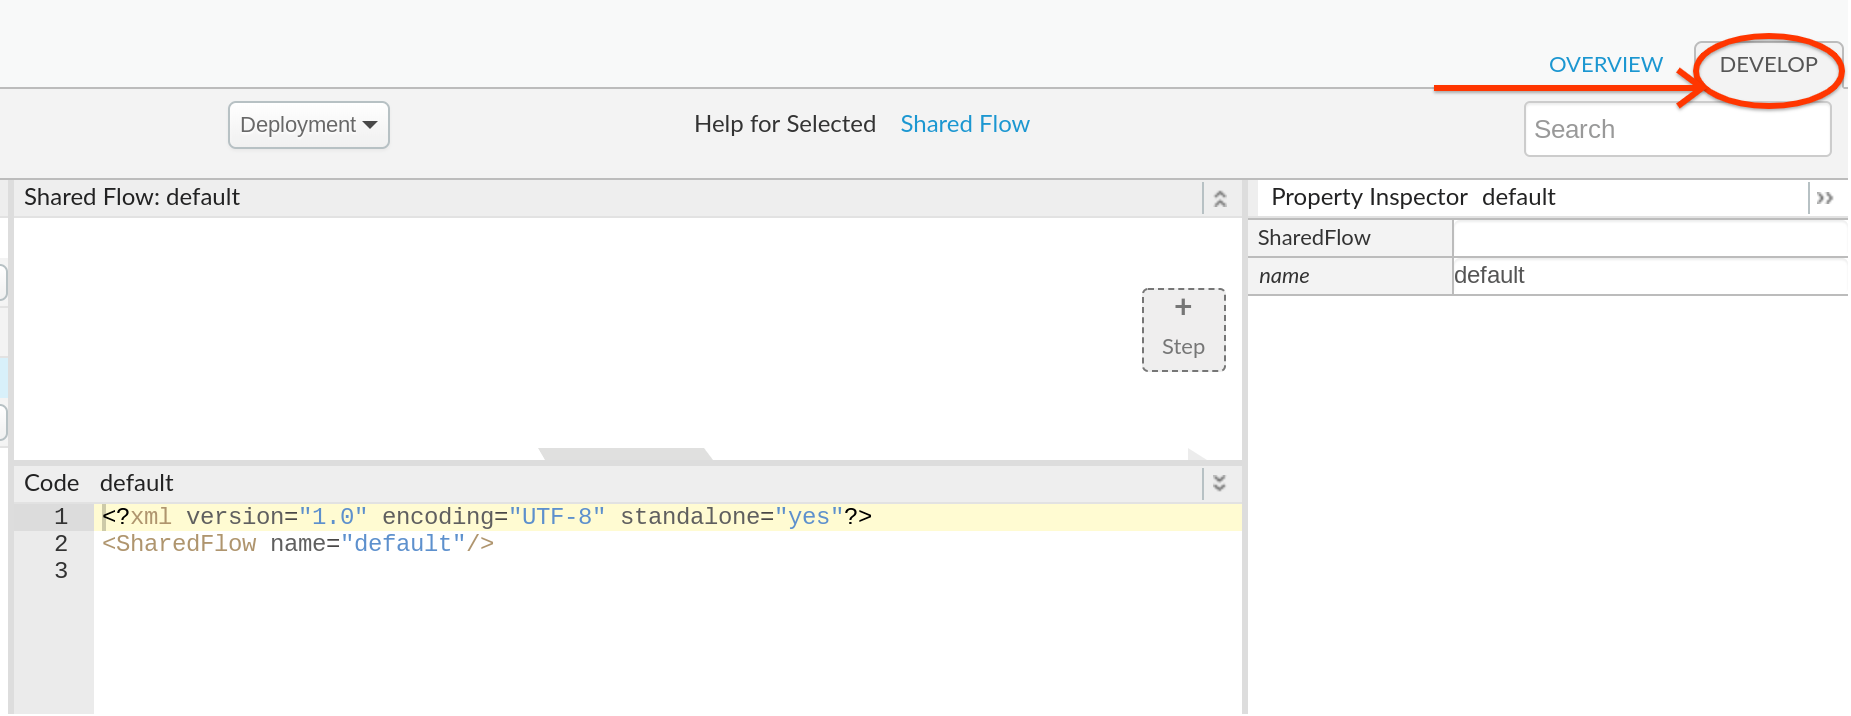 OVERVIEW DEVELOP
Deployment Help for Selected Shared Flow Search
Shared Flow: default
Property Inspector default
SharedFlow
name default
+
Step
Code default
1 <?xml version="1.0" encoding="UTF-8" standalone="yes"?>
2 <SharedFlow name="default"/>
3